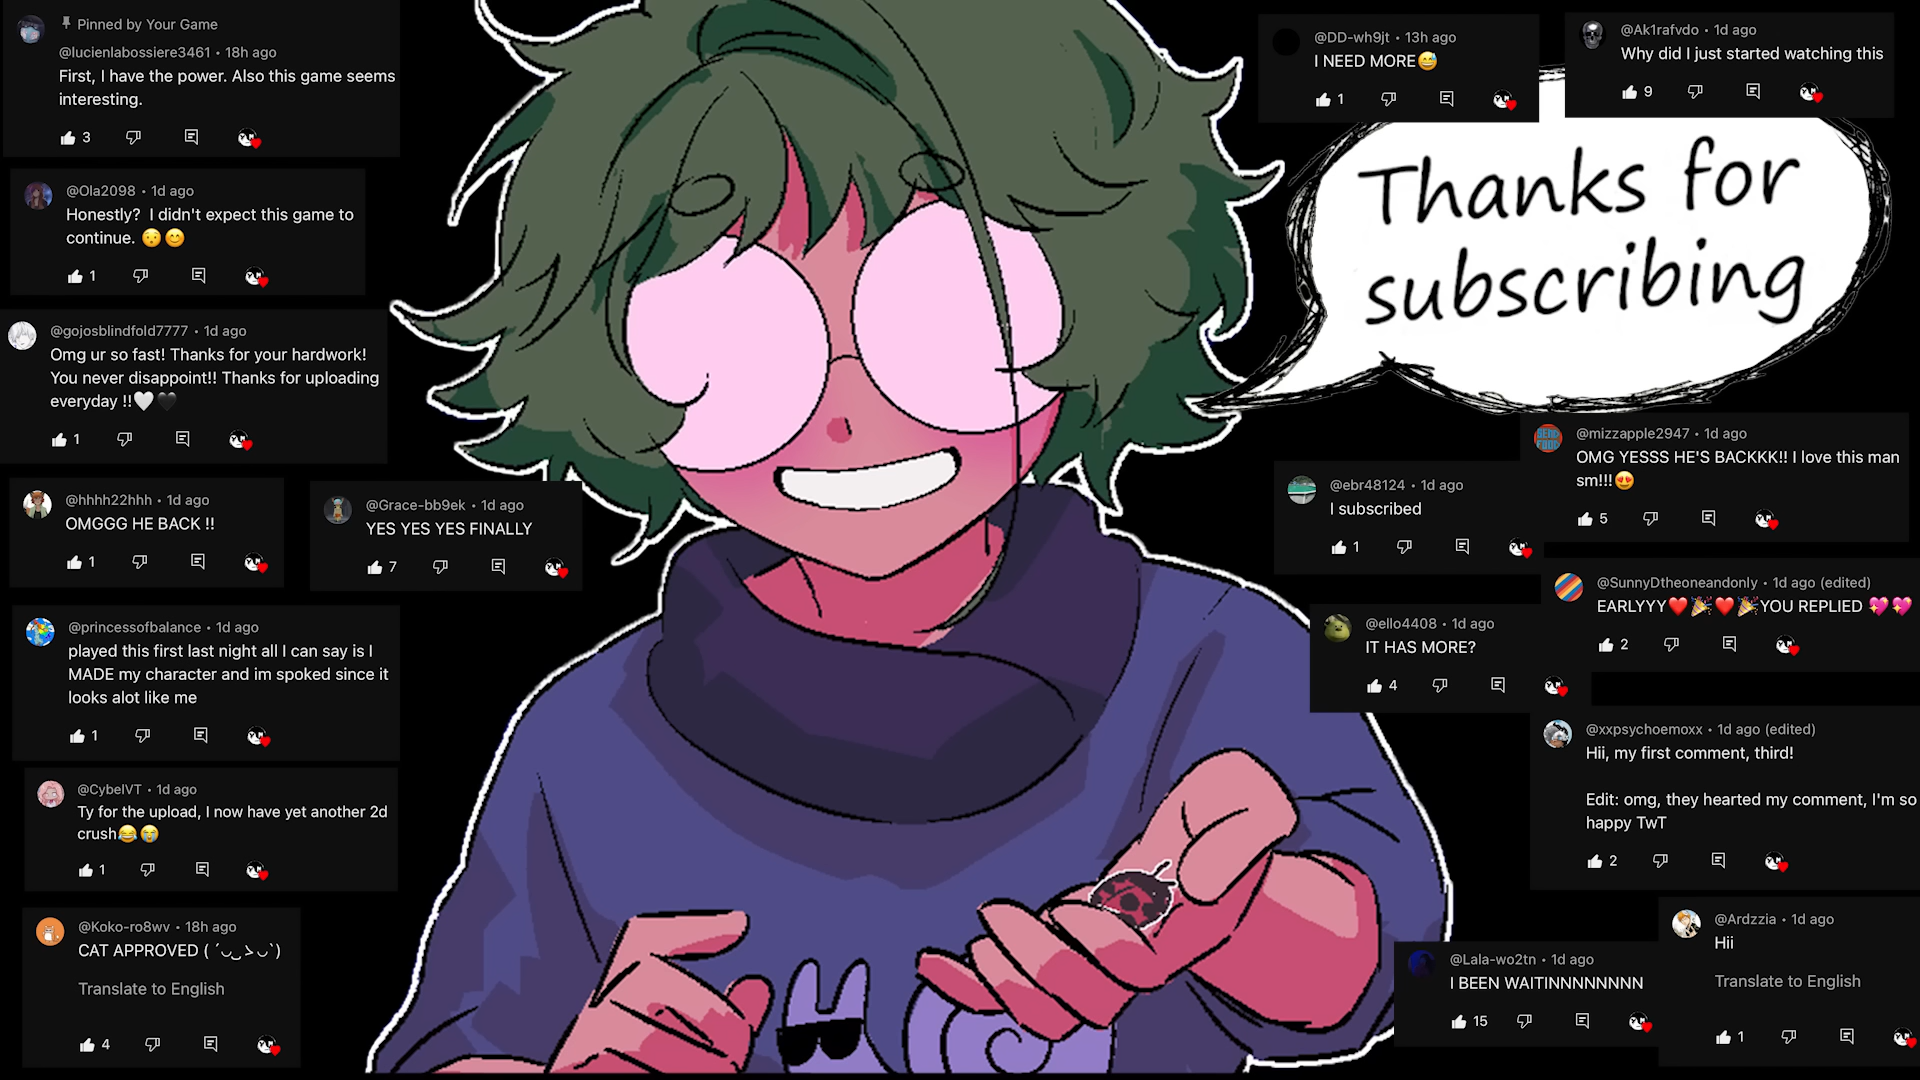 Pinned by Your Game
@lucienlabossiere3461 • 18h ago
First, I have the power. Also this game seems
interesting.
3
@Ola2098 • 1d ago
Honestly?  I didn't expect this game to
continue. 😯😊
1
@gojosblindfold7777 • 1d ago
Omg ur so fast! Thanks for your hardwork!
You never disappoint!! Thanks for uploading
everyday !!🤍🖤
1
@hhhh22hhh • 1d ago
OMGGG HE BACK !!
1
@Grace-bb9ek • 1d ago
YES YES YES FINALLY
7
@princessofbalance • 1d ago
played this first last night all I can say is I
MADE my character and im spoked since it
looks alot like me
1
@CybelVT • 1d ago
Ty for the upload, I now have yet another 2d
crush😂😭
1
@Koko-ro8wv • 18h ago
CAT APPROVED ( ´◡‿ゝ◡`)
Translate to English
4
@DD-wh9jt • 13h ago
I NEED MORE😅
1
@Ak1rafvdo • 1d ago
Why did I just started watching this
9
Thanks for
subscribing
@mizzapple2947 • 1d ago
OMG YESSS HE'S BACKKK!! I love this man
sm!!!😍
5
SEND
FOOD
@ebr48124 • 1d ago
I subscribed
1
@SunnyDtheoneandonly • 1d ago (edited)
EARLYYY❤️🎉❤️🎉YOU REPLIED 💖💖
2
@ello4408 • 1d ago
IT HAS MORE?
4
@xxpsychoemoxx • 1d ago (edited)
Hii, my first comment, third!
Edit: omg, they hearted my comment, I'm so
happy TwT
2
@Lala-wo2tn • 1d ago
I BEEN WAITINNNNNNNN
15
@Ardzzia • 1d ago
Hii
Translate to English
1